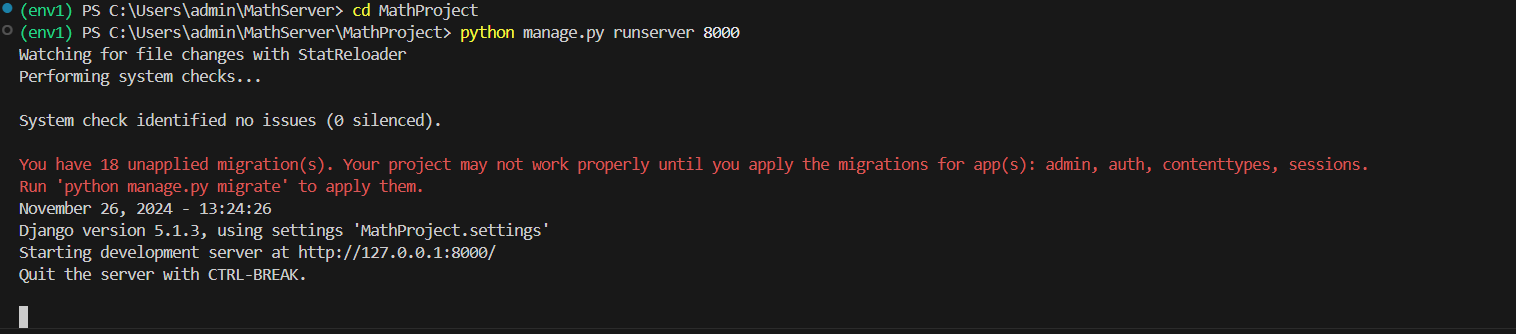 (env1) PS C:\Users\admin\MathServer> cd MathProject
(env1) PS C:\Users\admin\MathServer\MathProject> python manage.py runserver 8000
Watching for file changes with StatReloader
Performing system checks...
System check identified no issues (0 silenced).
You have 18 unapplied migration(s). Your project may not work properly until you apply the migrations for app(s): admin, auth, contenttypes, sessions.
Run 'python manage.py migrate' to apply them.
November 26, 2024 - 13:24:26
Django version 5.1.3, using settings 'MathProject.settings'
Starting development server at http://127.0.0.1:8000/
Quit the server with CTRL-BREAK.